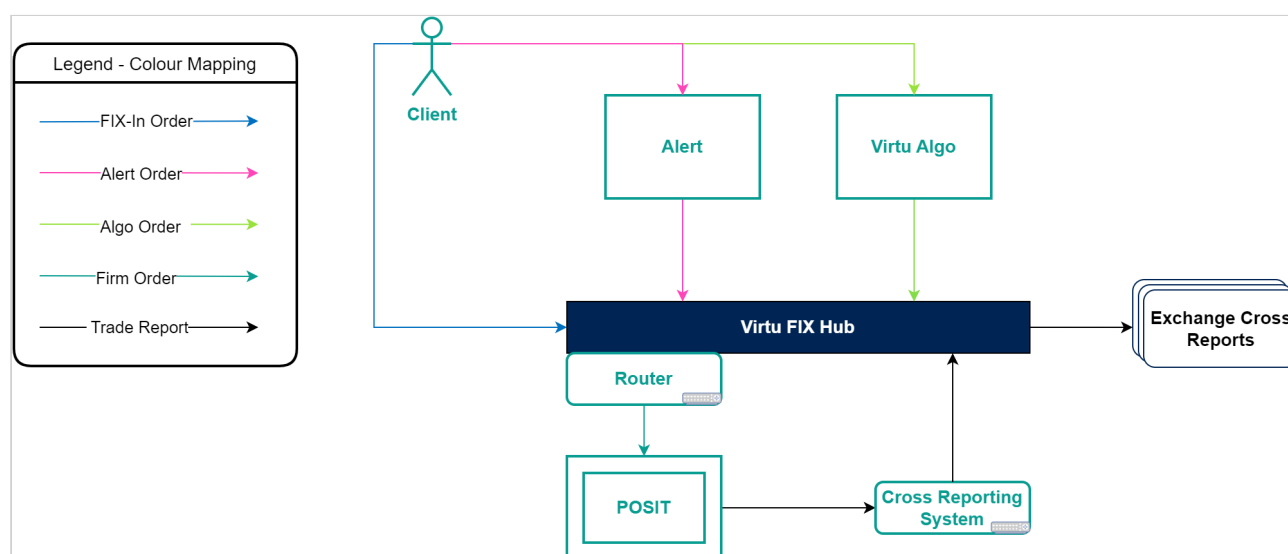 Legend - Colour Mapping
FIX-In Order
Alert Order
Algo Order
Firm Order
Trade Report
Client
Alert
Virtu Algo
Virtu FIX Hub
Exchange Cross
Reports
Router
POSIT
Cross Reporting
System